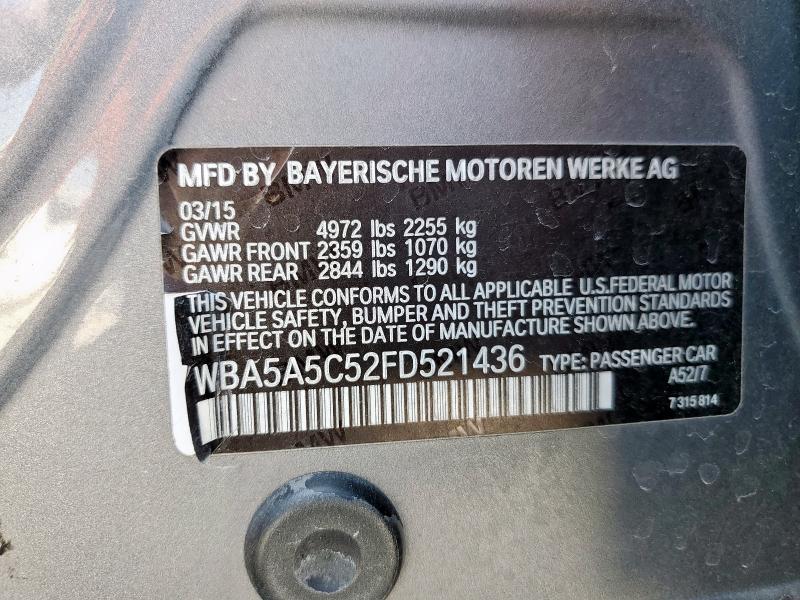 MFD BY BAYERISCHE MOTOREN WERKE AG
03/15
GVWR 4972 lbs 2255 kg
GAWR FRONT 2359 lbs 1070 kg
GAWR REAR 2844 lbs 1290 kg
THIS VEHICLE CONFORMS TO ALL APPLICABLE U.S.FEDERAL MOTOR
VEHICLE SAFETY, BUMPER AND THEFT PREVENTION STANDARDS
IN EFFECT ON THE DATE OF MANUFACTURE SHOWN ABOVE.
WBA5A5C52FD521436 TYPE: PASSENGER CAR
A52/7
7 315 814